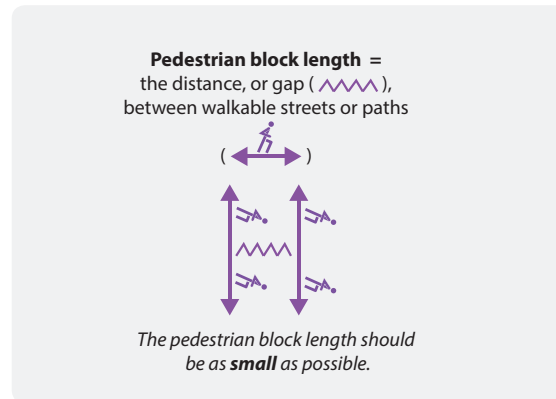 Pedestrian block length =
the distance, or gap ( ),
between walkable streets or paths
( )
The pedestrian block length should
be as small as possible.